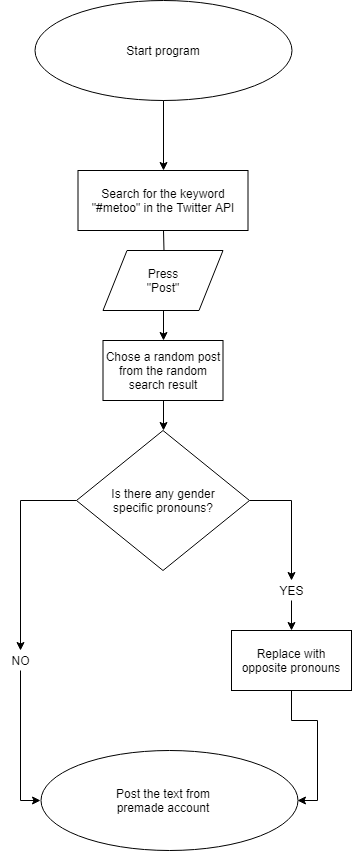 Start program
Search for the keyword
"#metoo" in the Twitter API
Press
"Post"
Chose a random post
from the random
search result
Is there any gender
specific pronouns?
YES
NO
Replace with
opposite pronouns
Post the text from
premade account